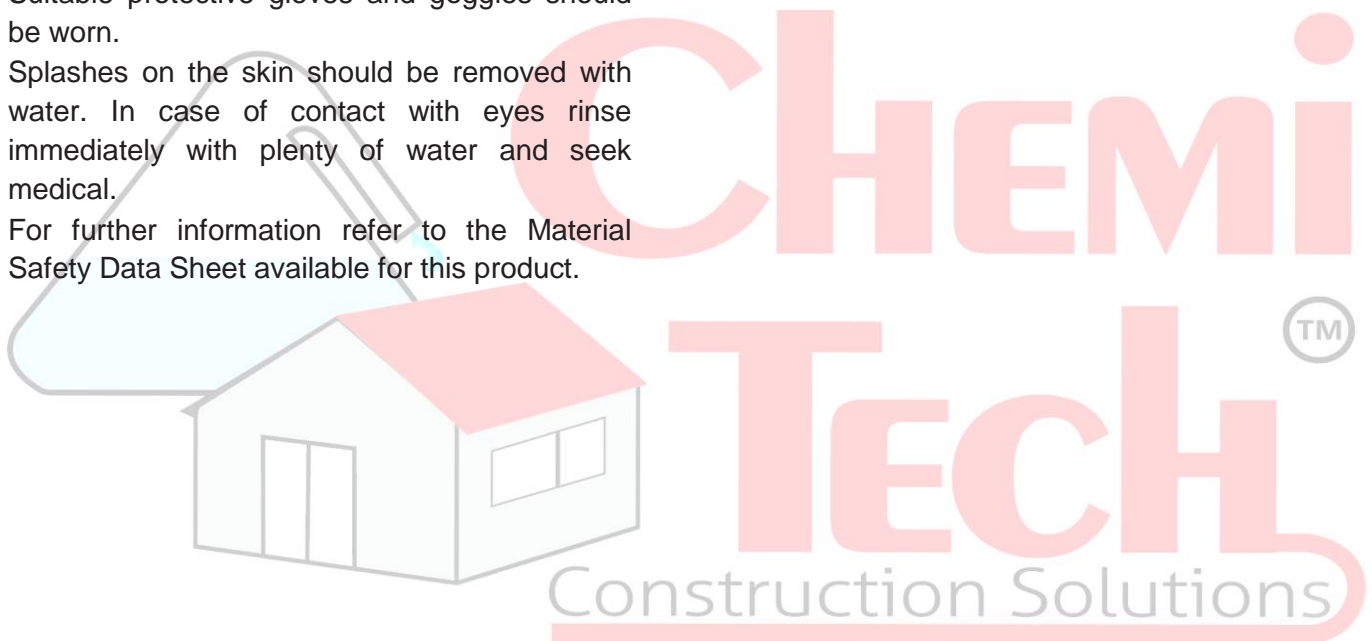 Suitable protective gloves and goggles should
be worn.
Splashes on the skin should be removed with
water. In case of contact with eyes rinse
immediately with plenty of water and seek
medical.
For further information refer to the Material
Safety Data Sheet available for this product.
CHEMI
TECH
TM
Construction Solutions